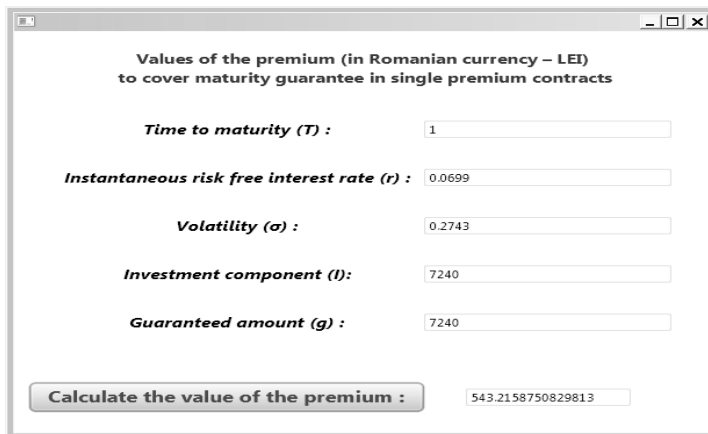 Values of the premium (in Romanian currency – LEI)
to cover maturity guarantee in single premium contracts
Time to maturity (T) : 1
Instantaneous risk free interest rate (r) : 0.0699
Volatility (σ) : 0.2743
Investment component (I): 7240
Guaranteed amount (g) : 7240
Calculate the value of the premium : 543.2158750829813